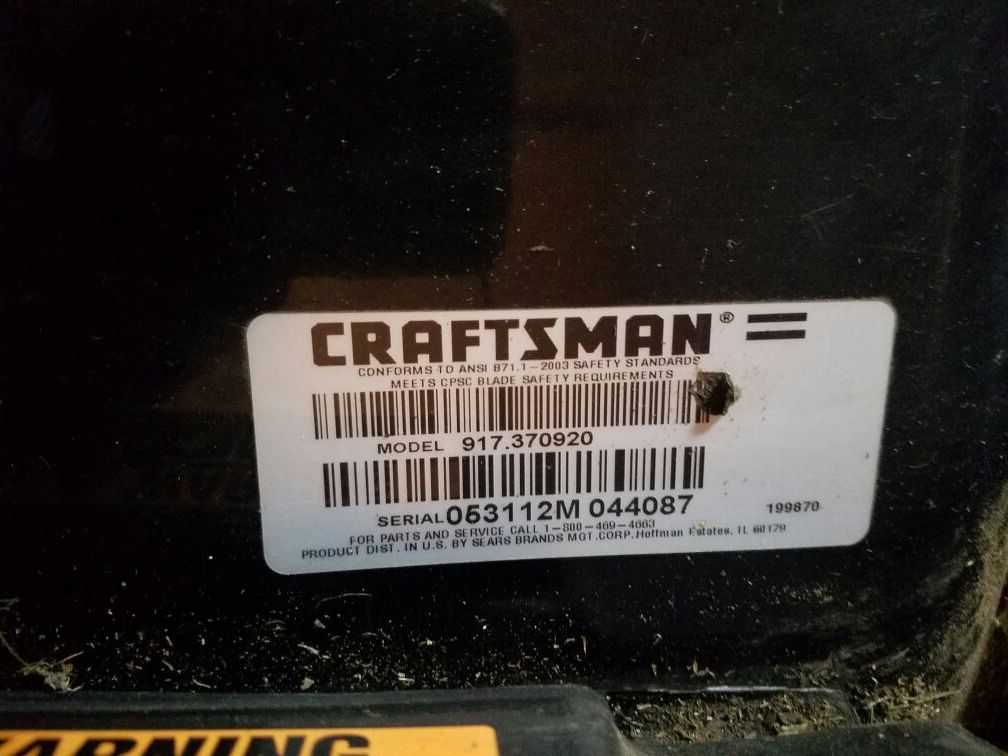 CRAFTSMAN®
CONFORMS TO ANSI B71.1-2003 SAFETY STANDARDS
MEETS CPSC BLADE SAFETY REQUIREMENTS
MODEL 917.370920
SERIAL 053112M 044087
199870
FOR PARTS AND SERVICE CALL 1-800-469-4663
PRODUCT DIST. IN U.S. BY SEARS BRANDS MGT.CORP. Hoffman Estates, IL 60179
WARNING